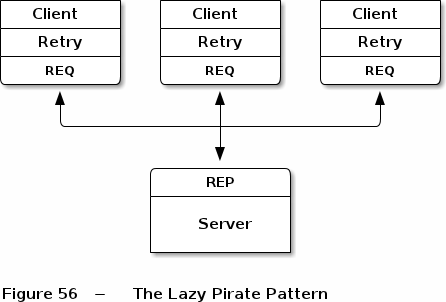 Client Client Client
Retry Retry Retry
REQ REQ REQ
REP
Server
Figure 56 – The Lazy Pirate Pattern